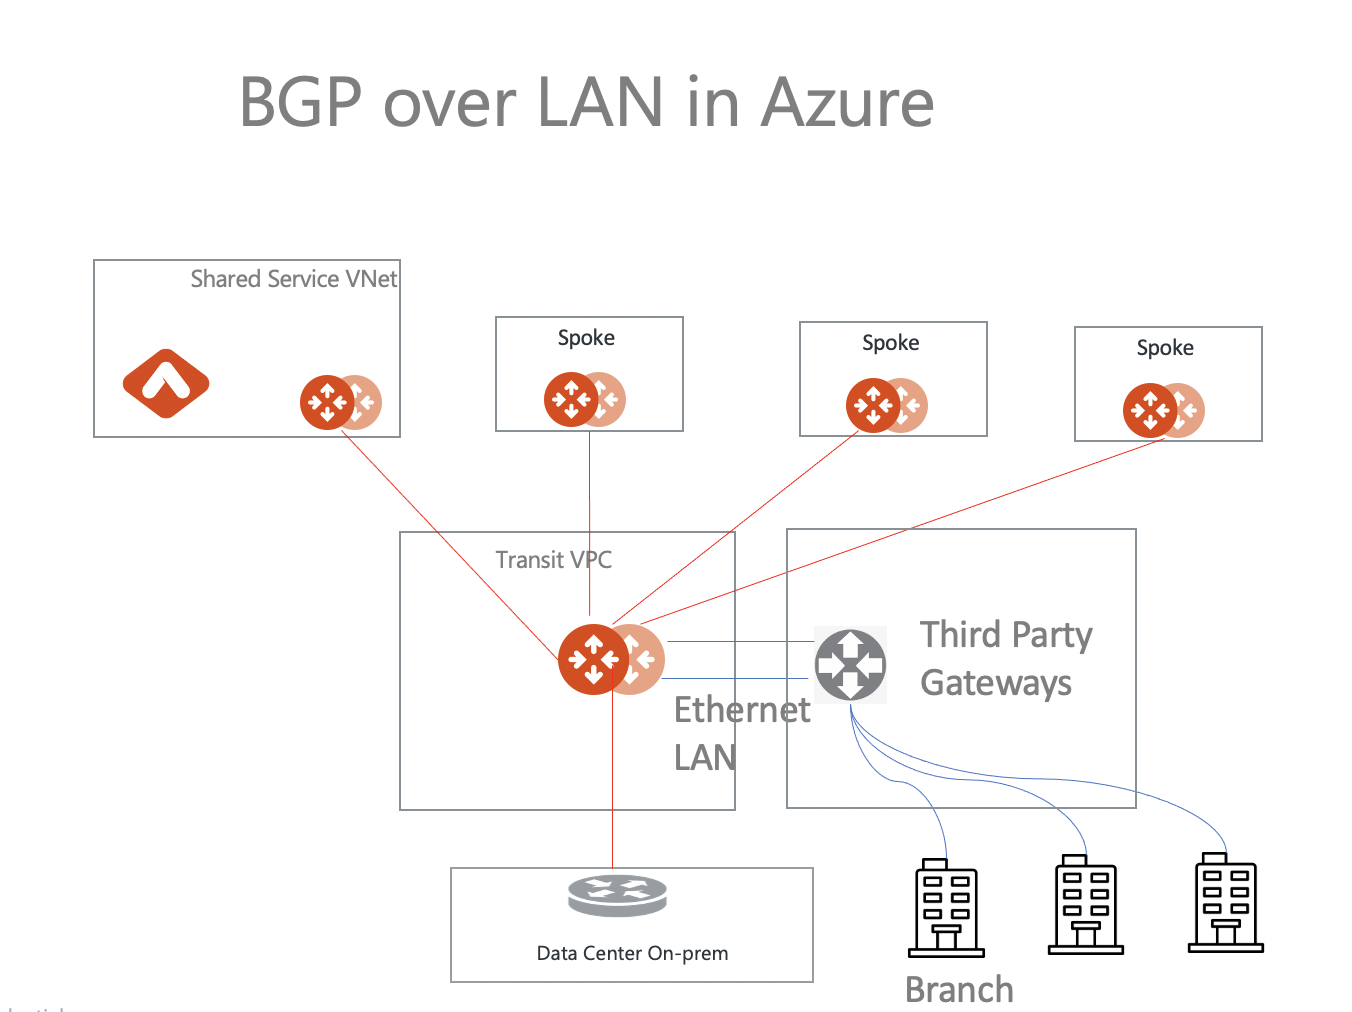 BGP over LAN in Azure
Shared Service VNet
Spoke
Spoke
Spoke
Transit VPC
Third Party
Gateways
Ethernet
LAN
Data Center On-prem
Branch